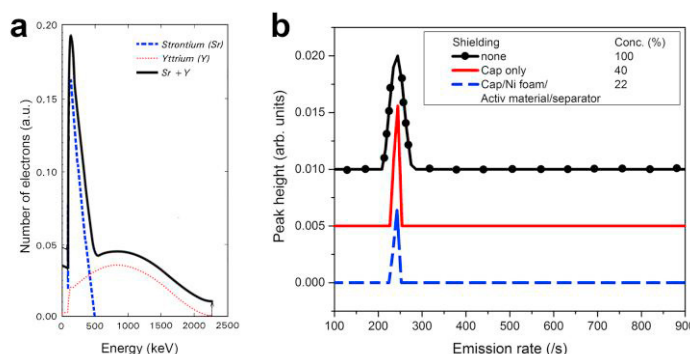 a
Number of electrons (a.u.)
0.20
0.15
0.10
0.05
0.00
Strontium (Sr)
Yttrium (Y)
Sr + Y
0 500 1000 1500 2000 2500
Energy (keV)
b
Peak height (arb. units)
0.020
0.015
0.010
0.005
0.000
Shielding Conc. (%)
none 100
Cap only 40
Cap/Ni foam/ 22
Activ material/separator
100 200 300 400 500 600 700 800 900
Emission rate (/s)